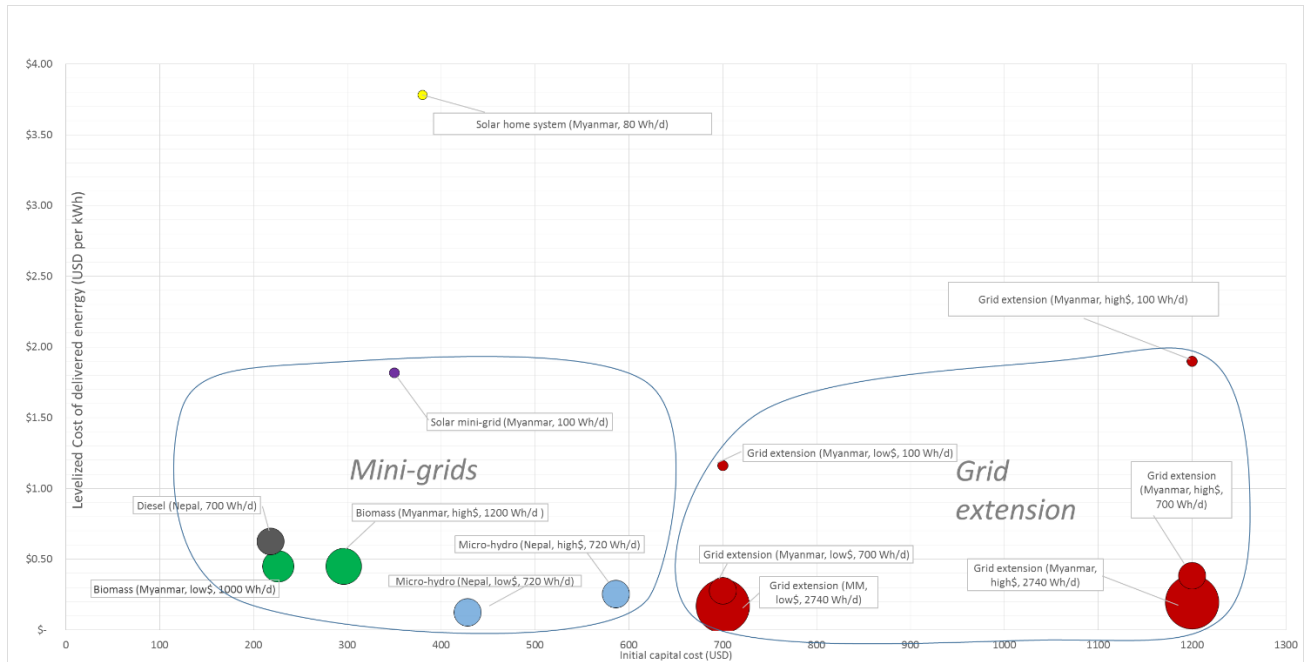 $4.00
$3.50
$3.00
$2.50
$2.00
$1.50
$1.00
$0.50
$-
Levelized Cost of delivered enerrgy (USD per kWh)
Solar home system (Myanmar, 80 Wh/d)
Grid extension (Myanmar, high$, 100 Wh/d)
Solar mini-grid (Myanmar, 100 Wh/d)
Mini-grids
Grid extension (Myanmar, low$, 100 Wh/d)
Grid
extension
Grid
extension
(Myanmar, high$,
700 Wh/d)
Diesel (Nepal, 700 Wh/d)
Biomass (Myanmar, high$, 1200 Wh/d )
Micro-hydro (Nepal, high$, 720 Wh/d)
Grid extension (Myanmar, low$, 700 Wh/d)
Biomass (Myanmar, low$, 1000 Wh/d)
Micro-hydro (Nepal, low$, 720 Wh/d)
Grid extension (MM,
low$, 2740 Wh/d)
Grid extension (Myanmar,
high$, 2740 Wh/d)
0 100 200 300 400 500 600 700 800 900 1000 1100 1200 1300
Initial capital cost (USD)